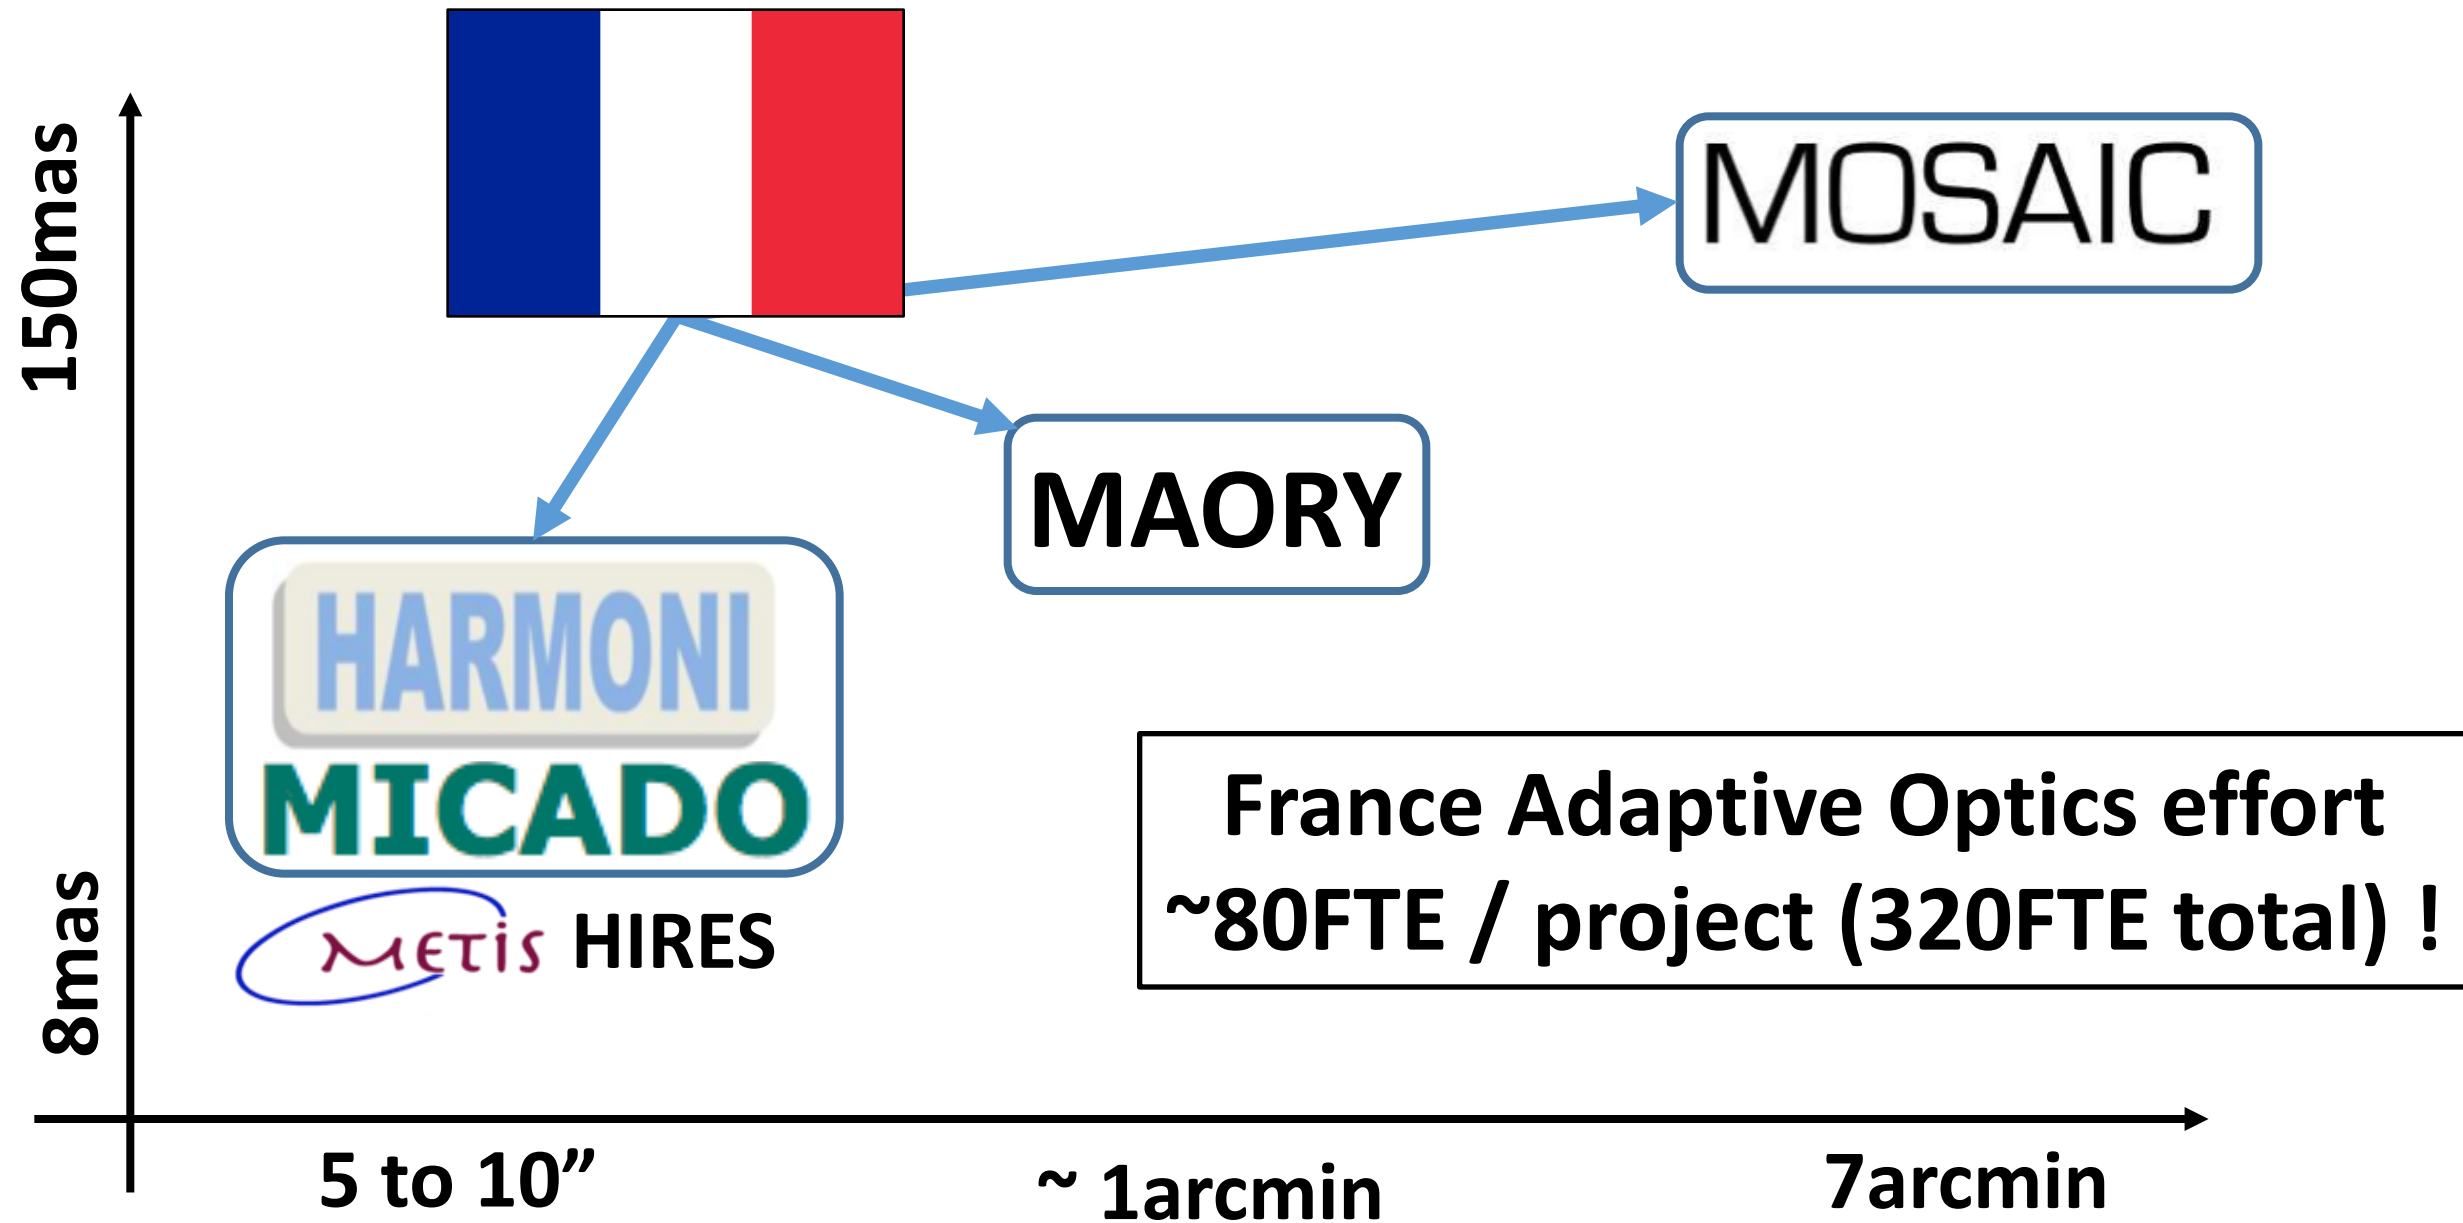 150mas
MOSAIC
MAORY
HARMONI
MICADO
METIS HIRES
8mas
France Adaptive Optics effort
~80FTE / project (320FTE total) !
5 to 10”
~ 1arcmin
7arcmin